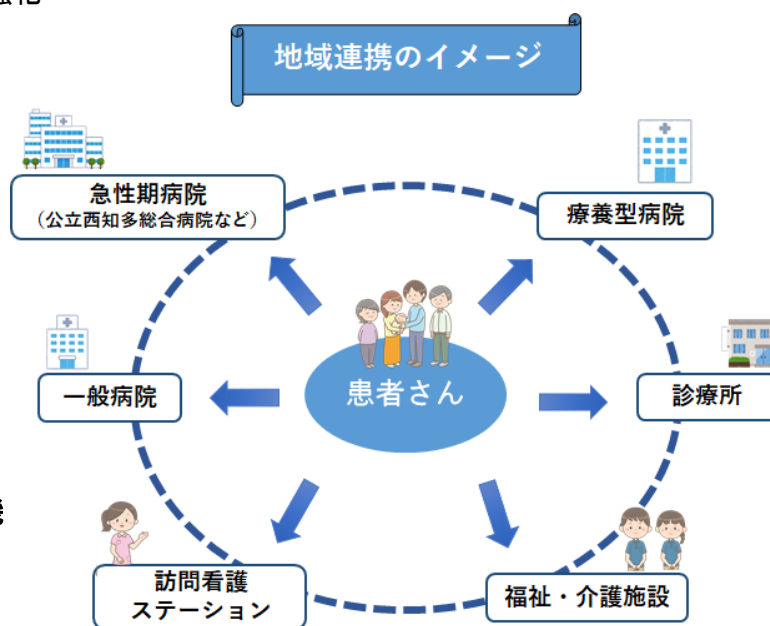 地域連携のイメージ
急性期病院
（公立西知多総合病院など）
療養型病院
患者さん
一般病院
診療所
訪問看護
ステーション
福祉・介護施設